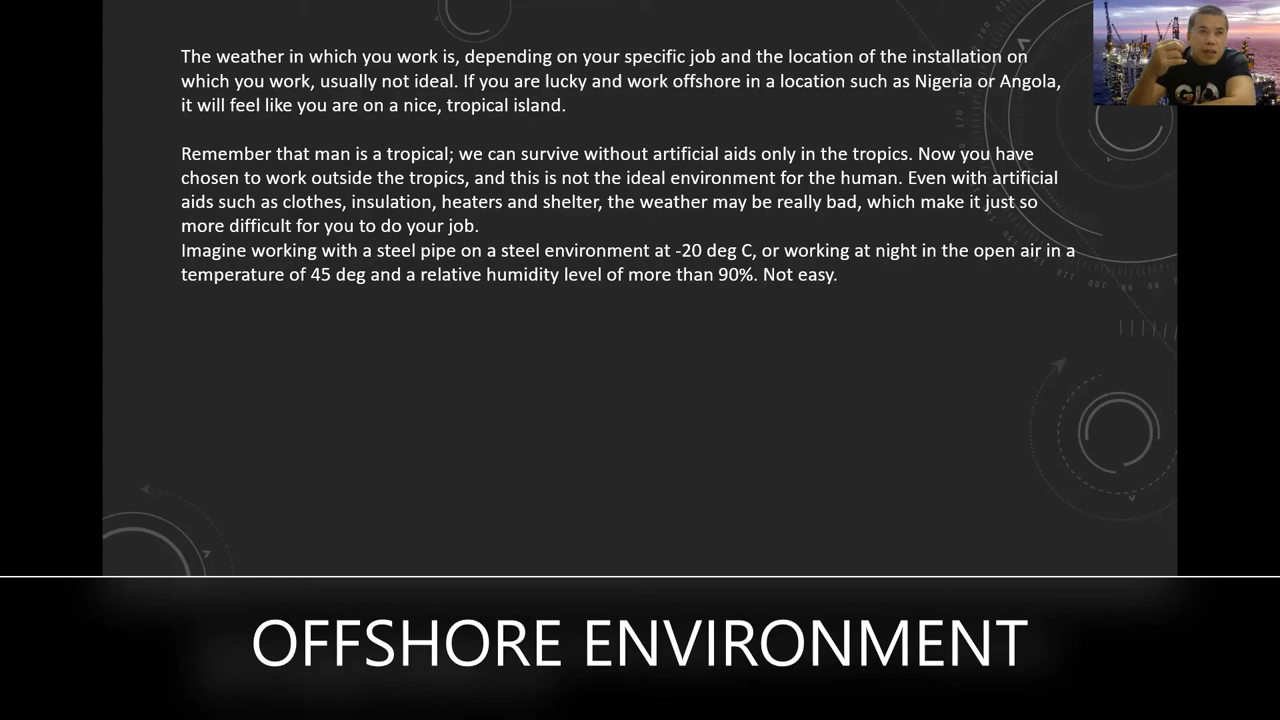 The weather in which you work is, depending on your specific job and the location of the installation on
which you work, usually not ideal. If you are lucky and work offshore in a location such as Nigeria or Angola,
it will feel like you are on a nice, tropical island.
Remember that man is a tropical; we can survive without artificial aids only in the tropics. Now you have
chosen to work outside the tropics, and this is not the ideal environment for the human. Even with artificial
aids such as clothes, insulation, heaters and shelter, the weather may be really bad, which make it just so
more difficult for you to do your job.
Imagine working with a steel pipe on a steel environment at -20 deg C, or working at night in the open air in a
temperature of 45 deg and a relative humidity level of more than 90%. Not easy.
OFFSHORE ENVIRONMENT